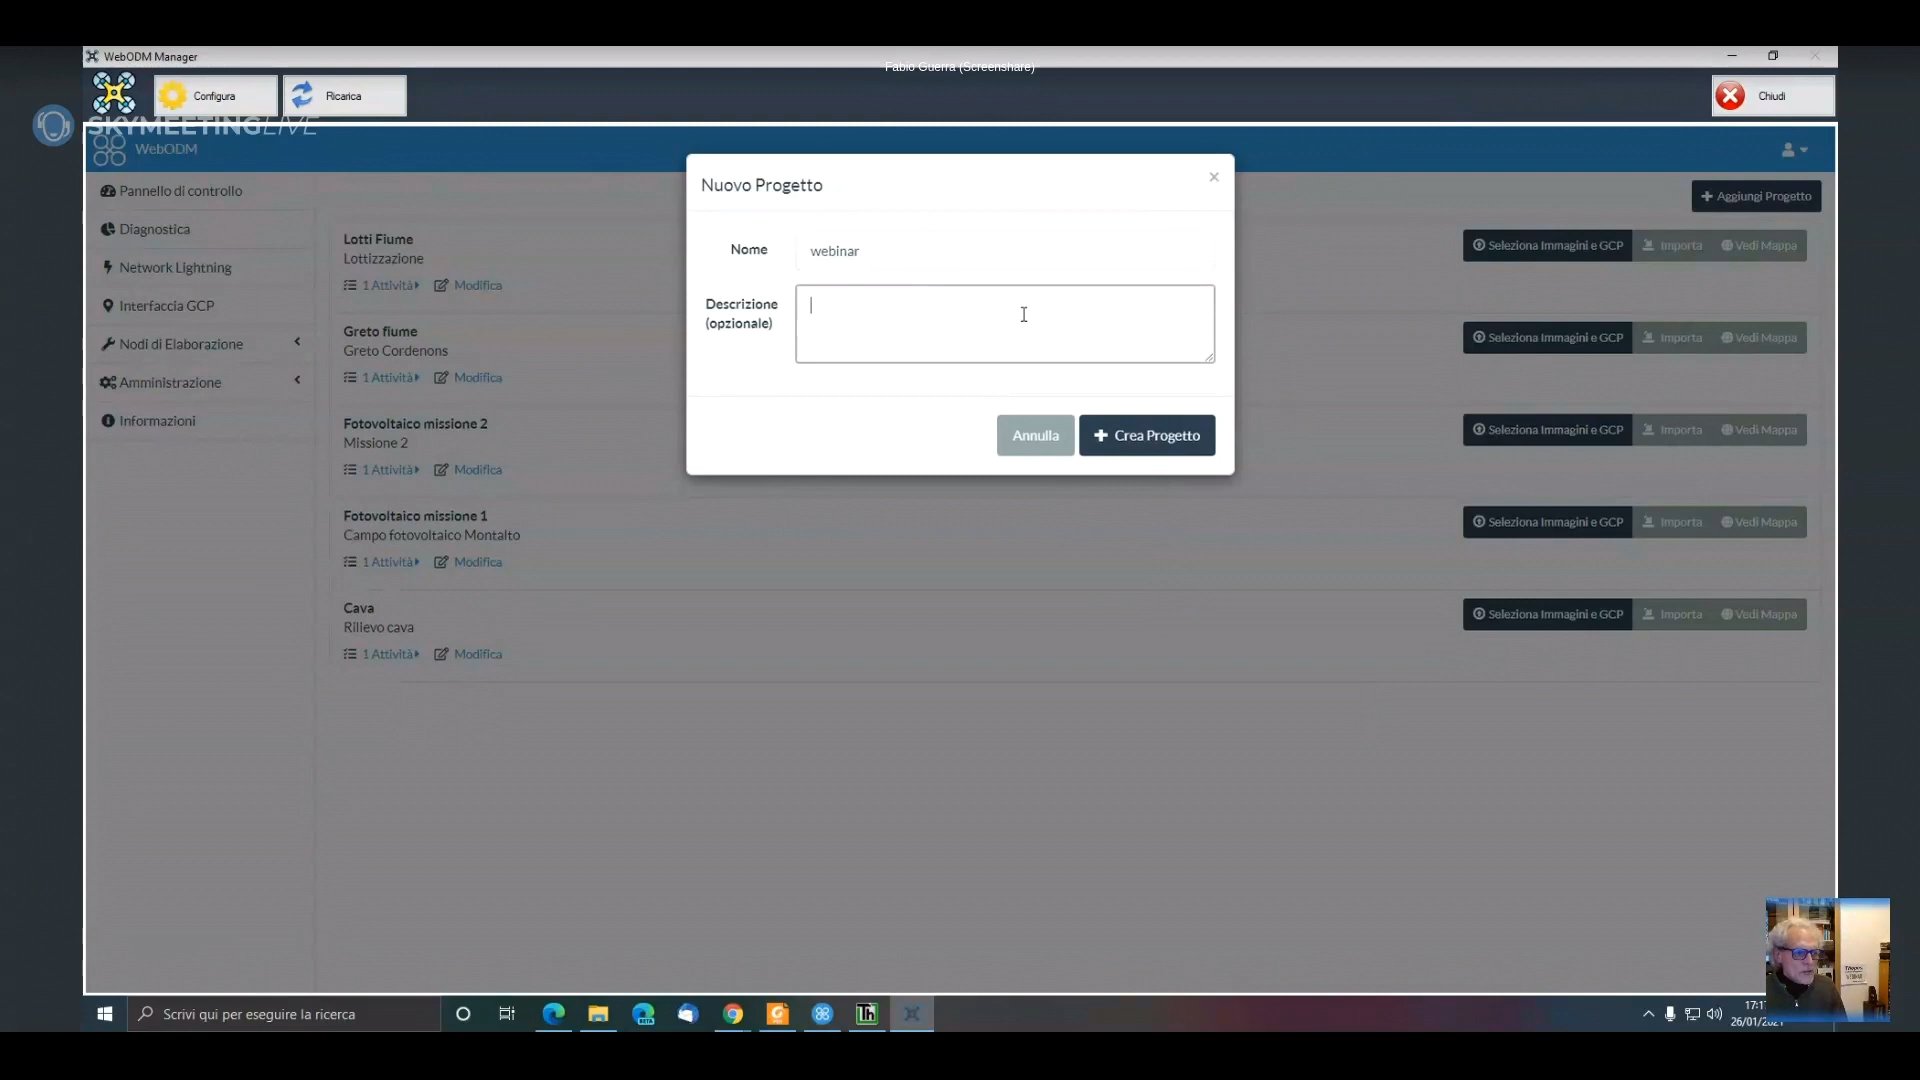 WebODM Manager
Fabio Guerra (Screenshare)
Configura
Ricarica
Chiudi
SKYMEETINGLIVE
WebODM
Pannello di controllo
Diagnostica
Network Lightning
Interfaccia GCP
Nodi di Elaborazione
Amministrazione
Informazioni
Aggiungi Progetto
Nuovo Progetto
×
Nome
webinar
Descrizione
(opzionale)
Annulla
Crea Progetto
Lotti Fiume
Lottizzazione
1 Attività Modifica
Seleziona Immagini e GCP Importa Vedi Mappa
Greto fiume
Greto Cordenons
1 Attività Modifica
Seleziona Immagini e GCP Importa Vedi Mappa
Fotovoltaico missione 2
Missione 2
1 Attività Modifica
Seleziona Immagini e GCP Importa Vedi Mappa
Fotovoltaico missione 1
Campo fotovoltaico Montalto
1 Attività Modifica
Seleziona Immagini e GCP Importa Vedi Mappa
Cava
Rilievo cava
1 Attività Modifica
Seleziona Immagini e GCP Importa Vedi Mappa
Scrivi qui per eseguire la ricerca
Th